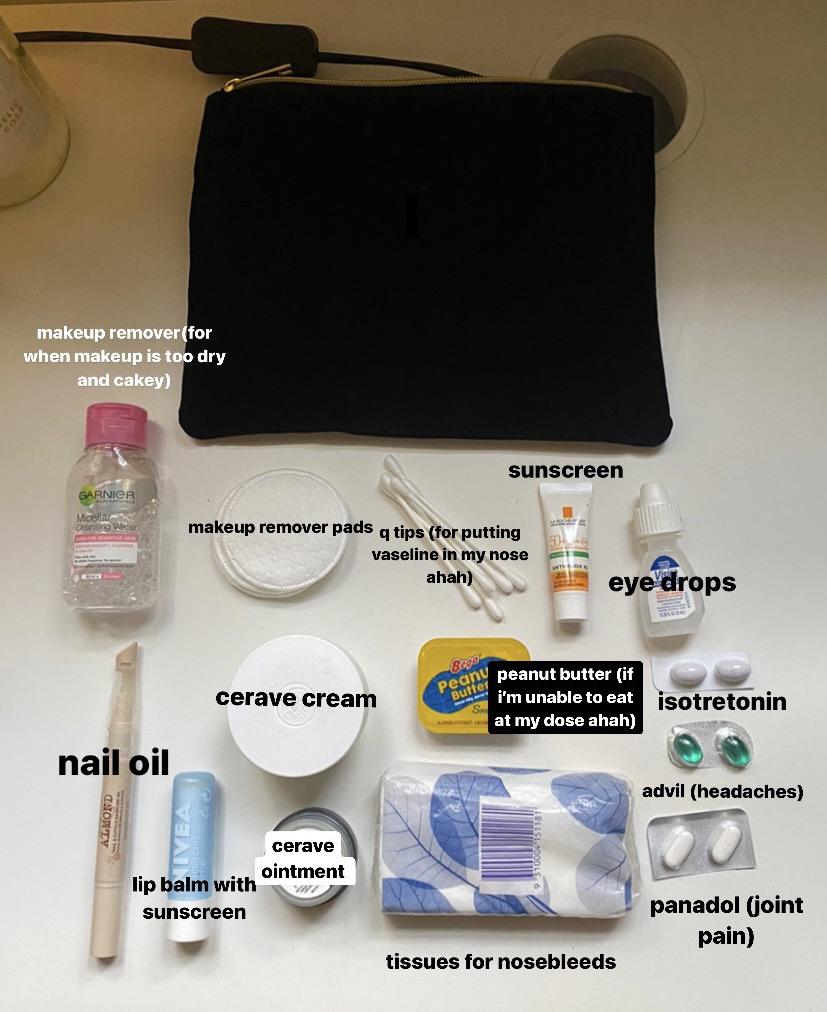 makeup remover(for
when makeup is too dry
and cakey)
sunscreen
makeup remover pads
q tips (for putting
vaseline in my nose
ahah)
GARNIER
Micellar
Cleansing Water
eye drops
cerave cream
Bega
Peanut
Butter
peanut butter (if
i'm unable to eat
at my dose ahah)
isotretonin
nail oil
advil (headaches)
ALMOND
NIVEA
cerave
ointment
lip balm with
sunscreen
9 310004 151181
panadol (joint
pain)
tissues for nosebleeds